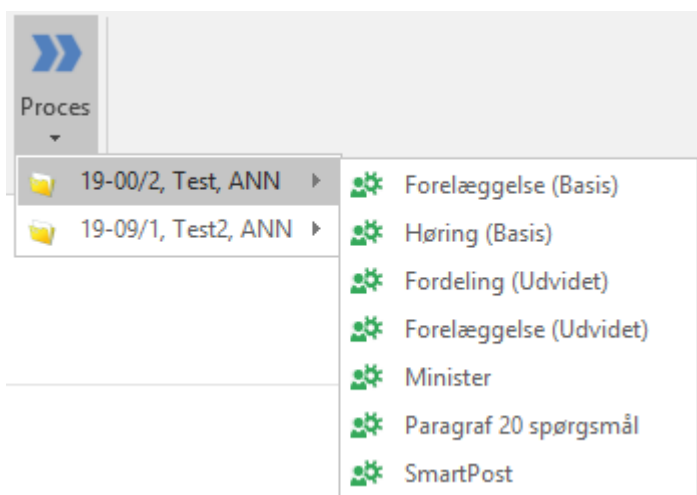 Proces
19-00/2, Test, ANN
19-09/1, Test2, ANN
Forelæggelse (Basis)
Høring (Basis)
Fordeling (Udvidet)
Forelæggelse (Udvidet)
Minister
Paragraf 20 spørgsmål
SmartPost